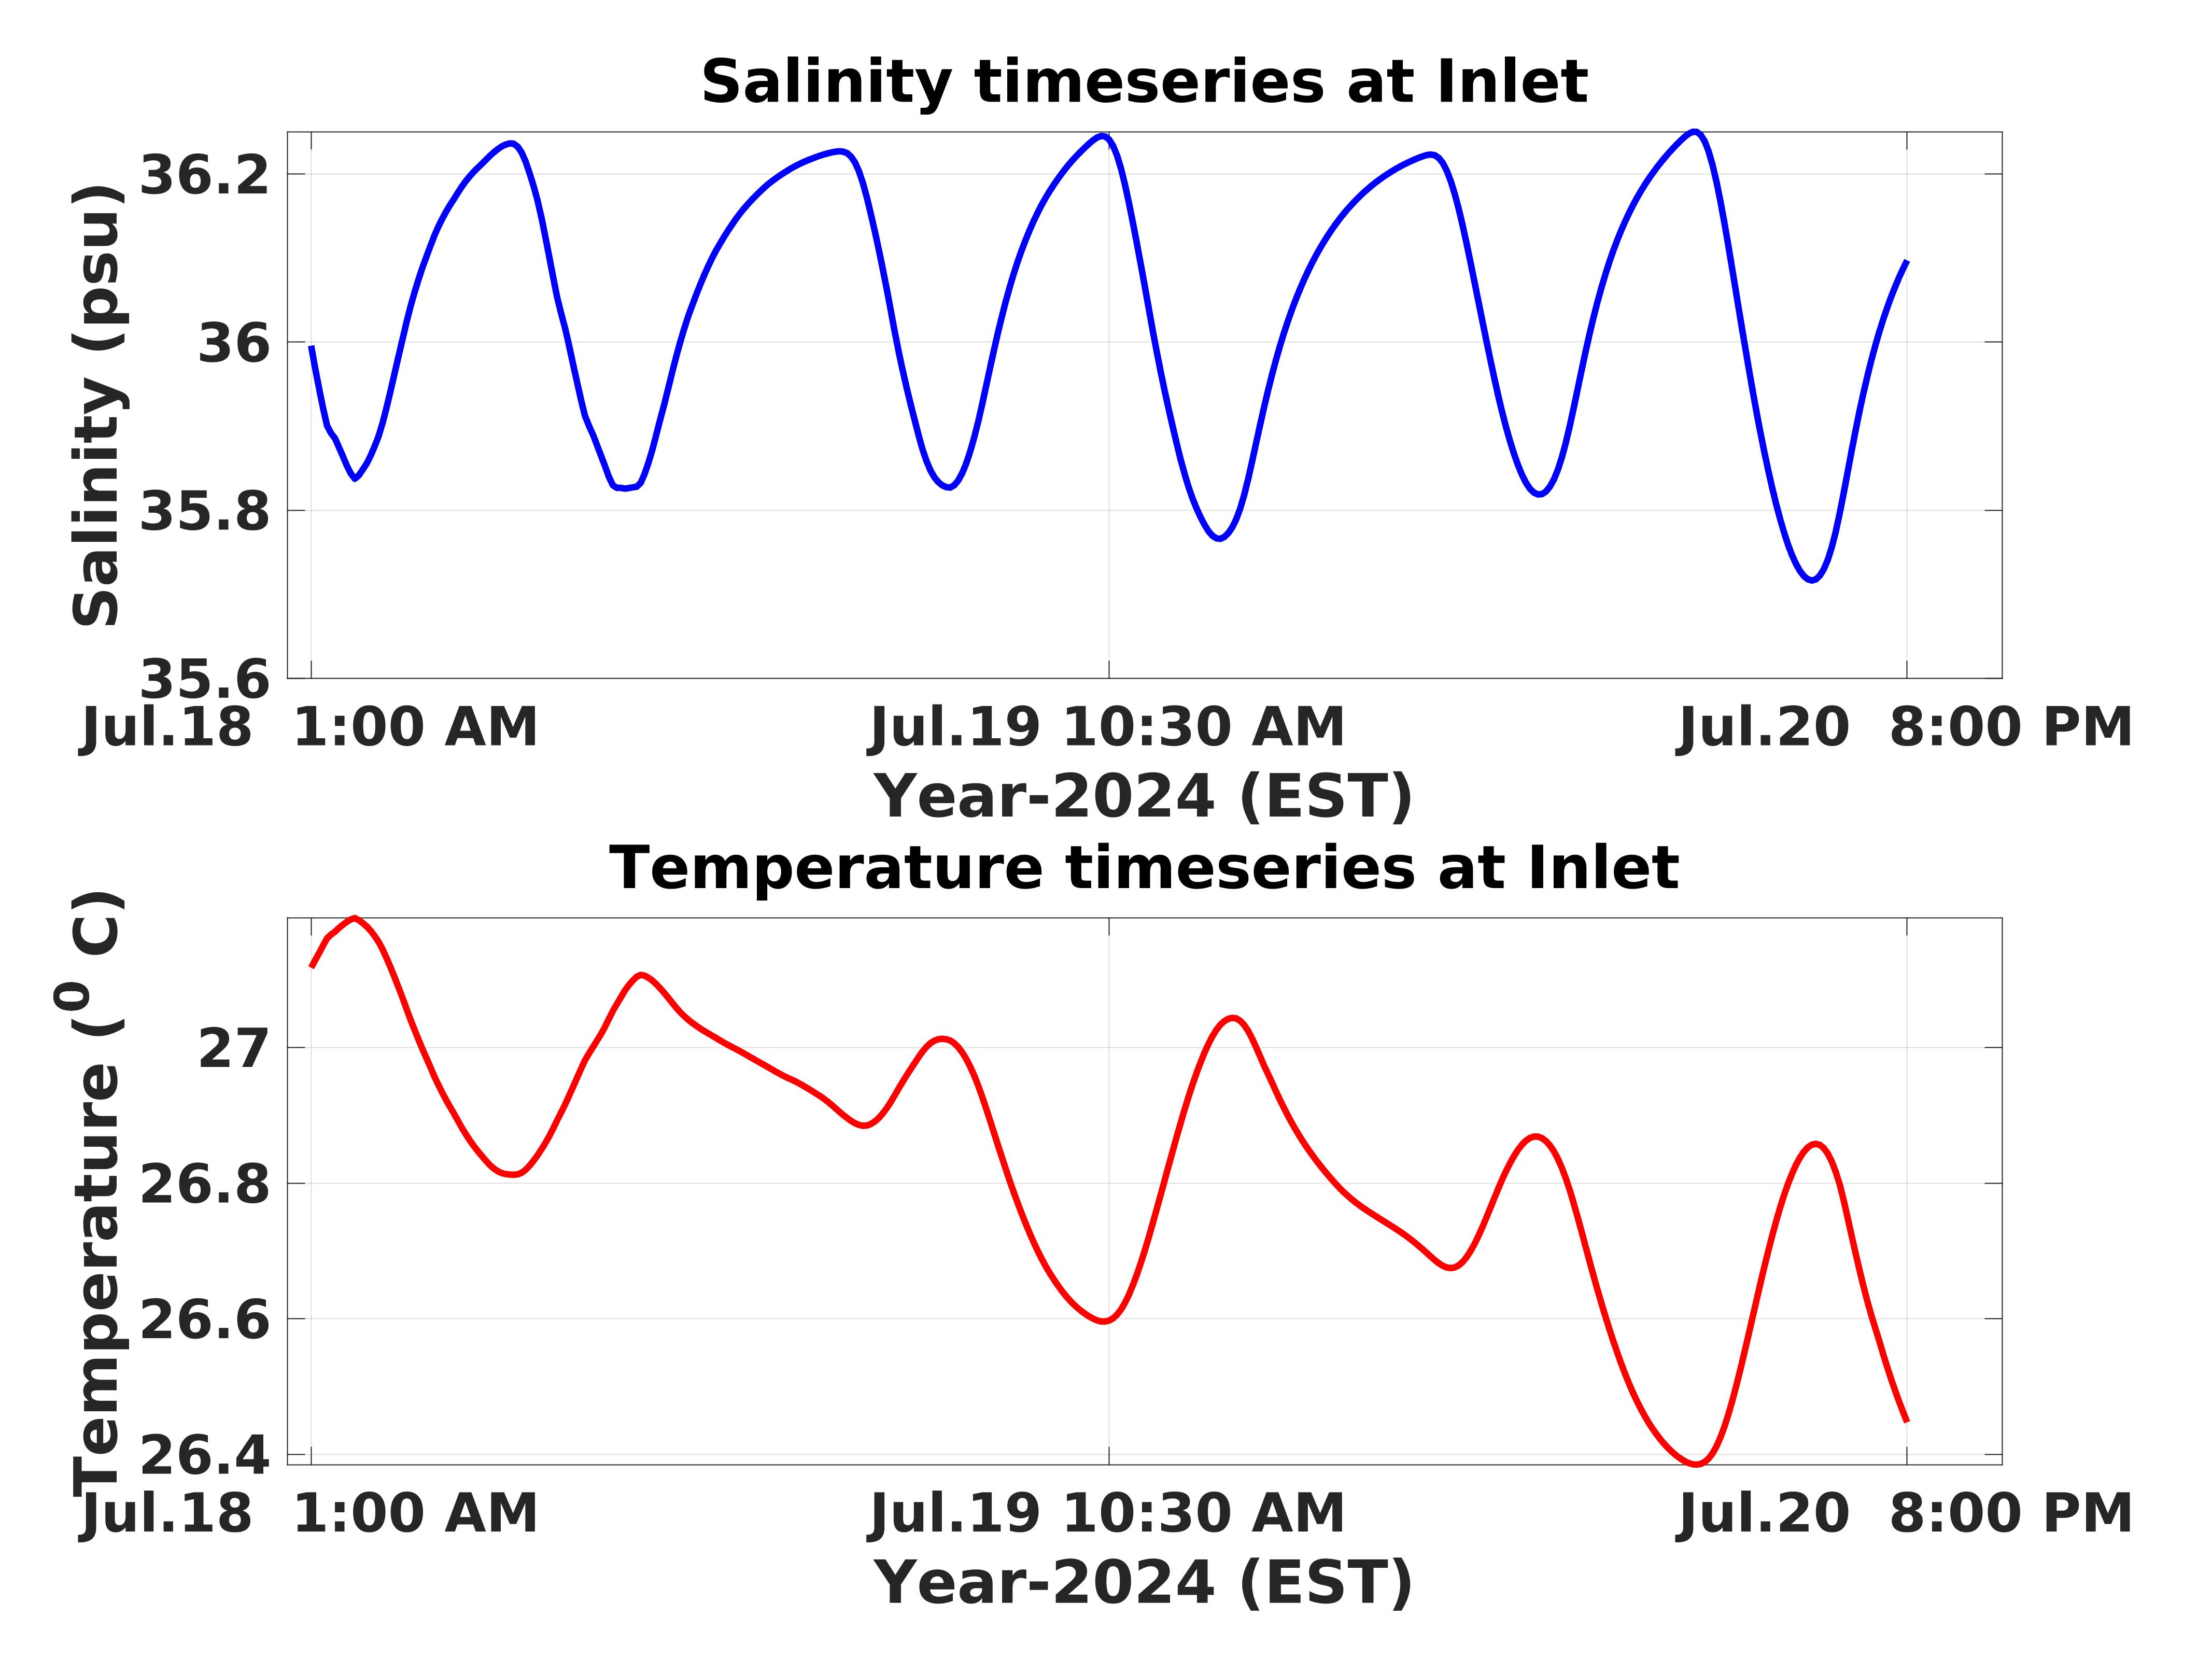 Salinity timeseries at Inlet
Salinity (psu)
36.2
36
35.8
35.6
Jul.18 1:00 AM
Jul.19 10:30 AM
Jul.20 8:00 PM
Year-2024 (EST)
Temperature timeseries at Inlet
Temperature (⁰ C)
27
26.8
26.6
26.4
Jul.18 1:00 AM
Jul.19 10:30 AM
Jul.20 8:00 PM
Year-2024 (EST)